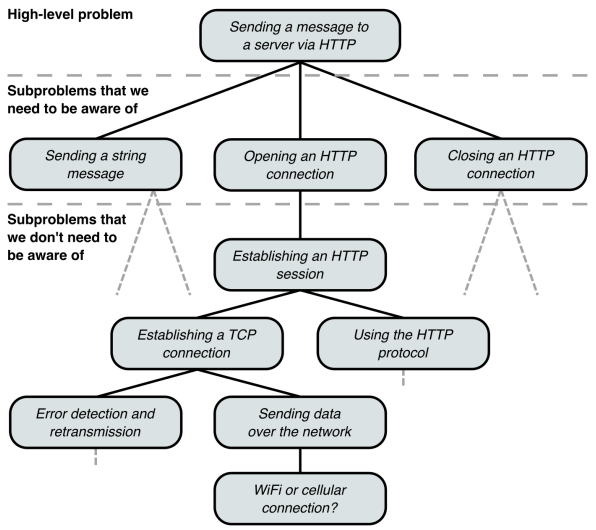 High-level problem
Sending a message to
a server via HTTP
Subproblems that we
need to be aware of
Sending a string
message
Opening an HTTP
connection
Closing an HTTP
connection
Subproblems that
we don't need to
be aware of
Establishing an HTTP
session
Establishing a TCP
connection
Using the HTTP
protocol
Error detection and
retransmission
Sending data
over the network
WiFi or cellular
connection?